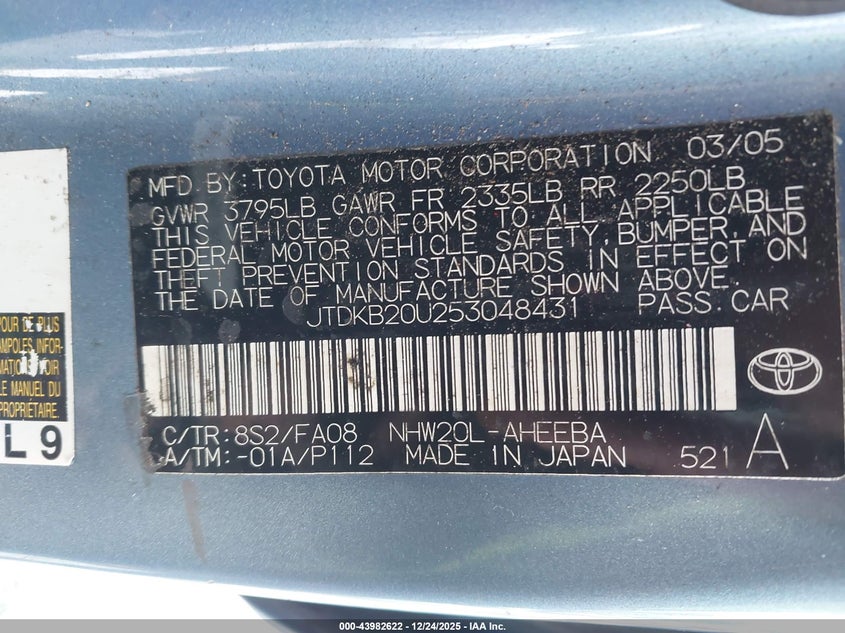 MFD. BY: TOYOTA MOTOR CORPORATION 03/05
GVWR 3795LB GAWR FR 2335LB RR 2250LB
THIS VEHICLE CONFORMS TO ALL APPLICABLE
FEDERAL MOTOR VEHICLE SAFETY, BUMPER, AND
THEFT PREVENTION STANDARDS IN EFFECT ON
THE DATE OF MANUFACTURE SHOWN ABOVE.
JTDKB20U253048431 PASS. CAR
C/TR: 8S2/FA08 NHW20L-AHEEBA
A/TM: -01A/P112 MADE IN JAPAN 521 A
POUR DE PLUS
AMPOLES INFOR-
MATIONS VOIR
LE MANUEL DU
PROPRIETAIRE.
L 9
000-43982622 - 12/24/2025 - IAA Inc.